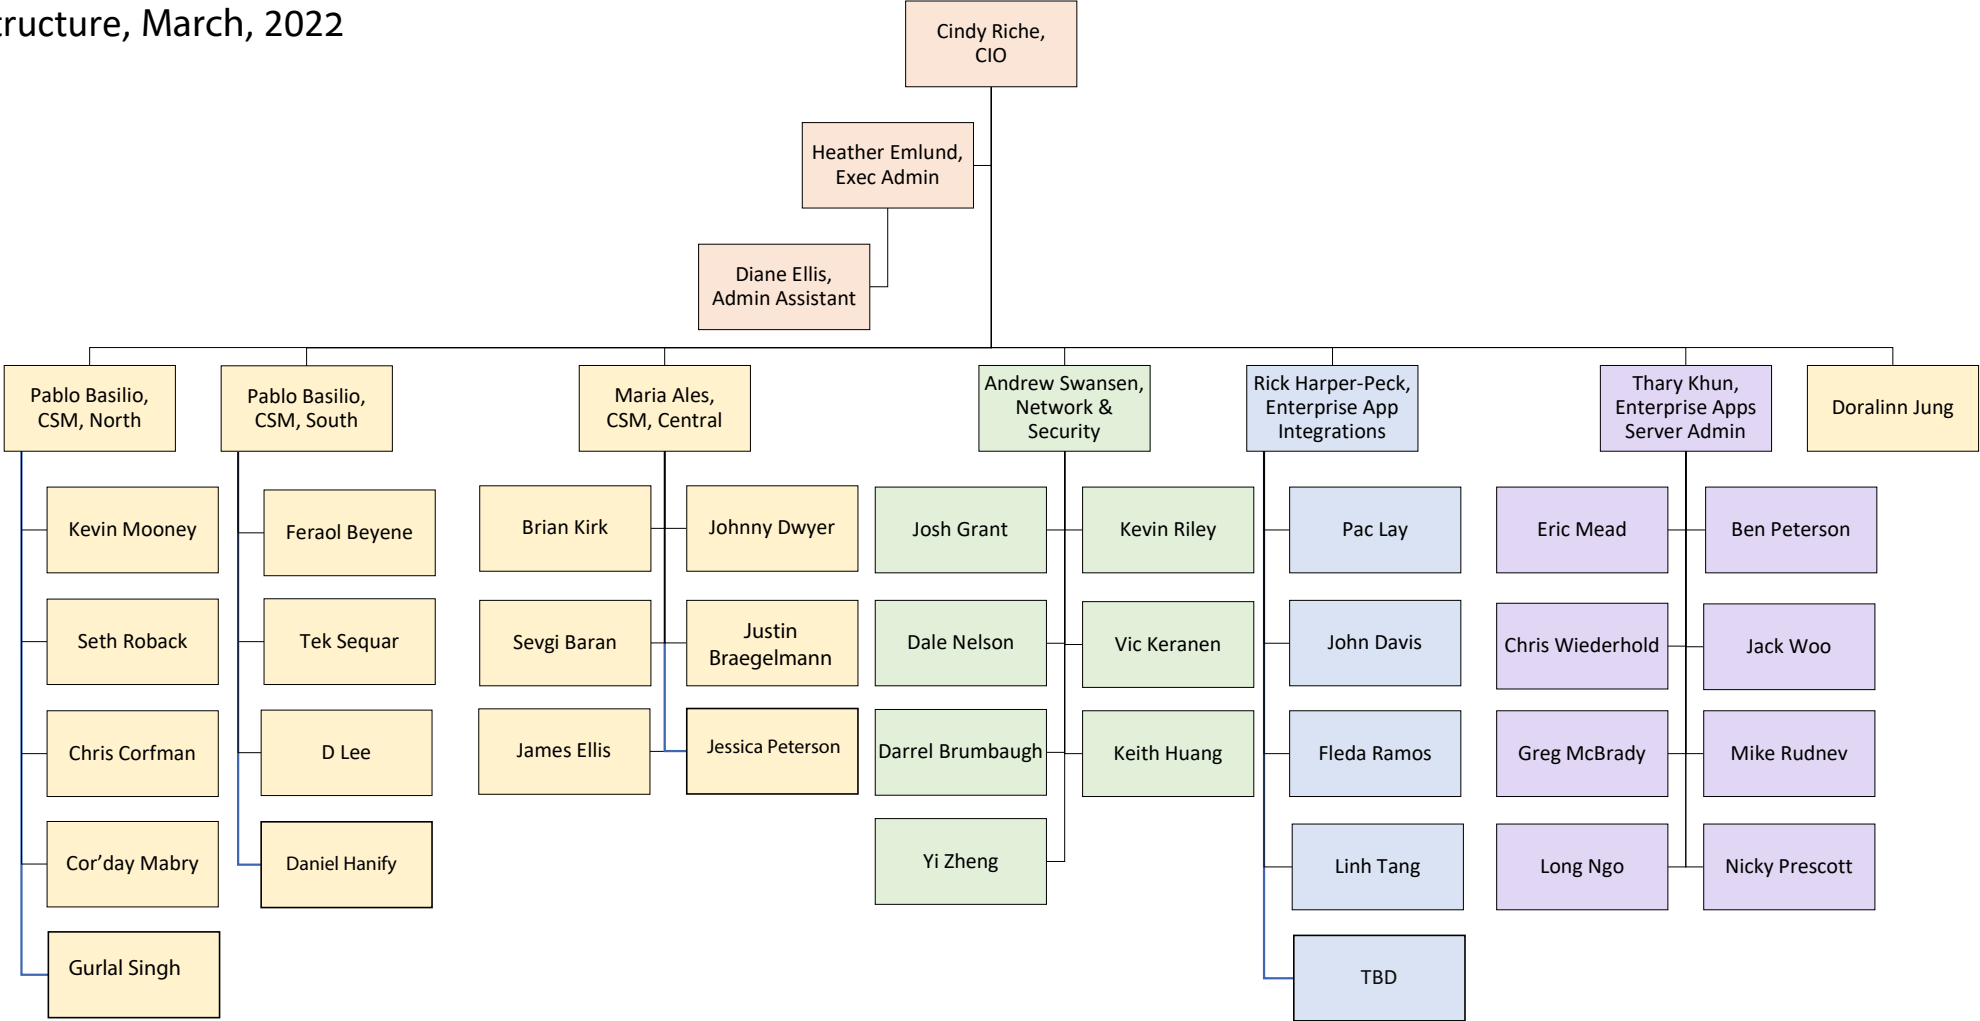 tructure, March, 2022
Cindy Riche,
CIO
Heather Emlund,
Exec Admin
Diane Ellis,
Admin Assistant
Pablo Basilio,
CSM, North
Pablo Basilio,
CSM, South
Maria Ales,
CSM, Central
Andrew Swansen,
Network &
Security
Rick Harper-Peck,
Enterprise App
Integrations
Thary Khun,
Enterprise Apps
Server Admin
Doralinn Jung
Kevin Mooney
Feraol Beyene
Brian Kirk
Johnny Dwyer
Josh Grant
Kevin Riley
Pac Lay
Eric Mead
Ben Peterson
Seth Roback
Tek Sequar
Sevgi Baran
Justin
Braegelmann
Dale Nelson
Vic Keranen
John Davis
Chris Wiederhold
Jack Woo
Chris Corfman
D Lee
James Ellis
Jessica Peterson
Darrel Brumbaugh
Keith Huang
Fleda Ramos
Greg McBrady
Mike Rudnev
Cor’day Mabry
Daniel Hanify
Yi Zheng
Linh Tang
Long Ngo
Nicky Prescott
Gurlal Singh
TBD